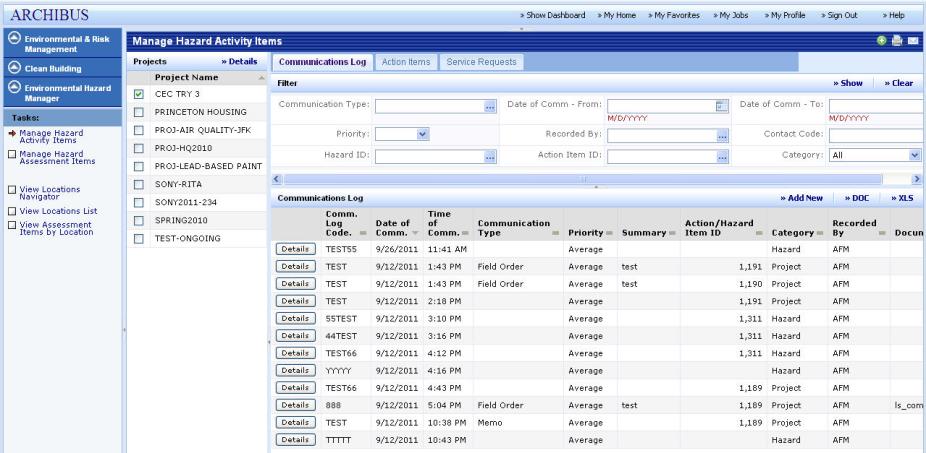 ARCHIBUS
» Show Dashboard » My Home » My Favorites » My Jobs » My Profile » Sign Out » Help
Environmental & Risk
Management
Clean Building
Environmental Hazard
Manager
Tasks:
Manage Hazard
Activity Items
Manage Hazard
Assessment Items
View Locations
Navigator
View Locations List
View Assessment
Items by Location
Manage Hazard Activity Items
Projects » Details
Project Name
CEC TRY 3
PRINCETON HOUSING
PROJ-AIR QUALITY-JFK
PROJ-HQ2010
PROJ-LEAD-BASED PAINT
SONY-RITA
SONY2011-234
SPRING2010
TEST-ONGOING
Communications Log Action Items Service Requests
Filter » Show » Clear
Communication Type: ... Date of Comm - From: Date of Comm - To:
M/D/YYYY M/D/YYYY
Priority: Recorded By: ... Contact Code:
Hazard ID: ... Action Item ID: ... Category: All
Communications Log » Add New » DOC » XLS
Comm. Log Code. Date of Comm. Time of Comm. Communication Type Priority Summary Action/Hazard Item ID Category Recorded By Docun
Details TEST55 9/26/2011 11:41 AM Average Hazard AFM
Details TEST 9/12/2011 1:43 PM Field Order Average test 1,191 Project AFM
Details TEST 9/12/2011 1:43 PM Field Order Average test 1,190 Project AFM
Details TEST 9/12/2011 2:18 PM Average 1,191 Project AFM
Details 55TEST 9/12/2011 3:10 PM Average 1,311 Hazard AFM
Details 44TEST 9/12/2011 3:16 PM Average 1,311 Hazard AFM
Details TEST66 9/12/2011 4:12 PM Average 1,311 Hazard AFM
Details YYYYY 9/12/2011 4:16 PM Average Hazard AFM
Details TEST66 9/12/2011 4:43 PM Average 1,189 Project AFM
Details 888 9/12/2011 5:04 PM Field Order Average test 1,189 Project AFM ls_com
Details TEST 9/12/2011 10:38 PM Memo Average 1,189 Project AFM
Details TTTTT 9/12/2011 10:43 PM Average Hazard AFM